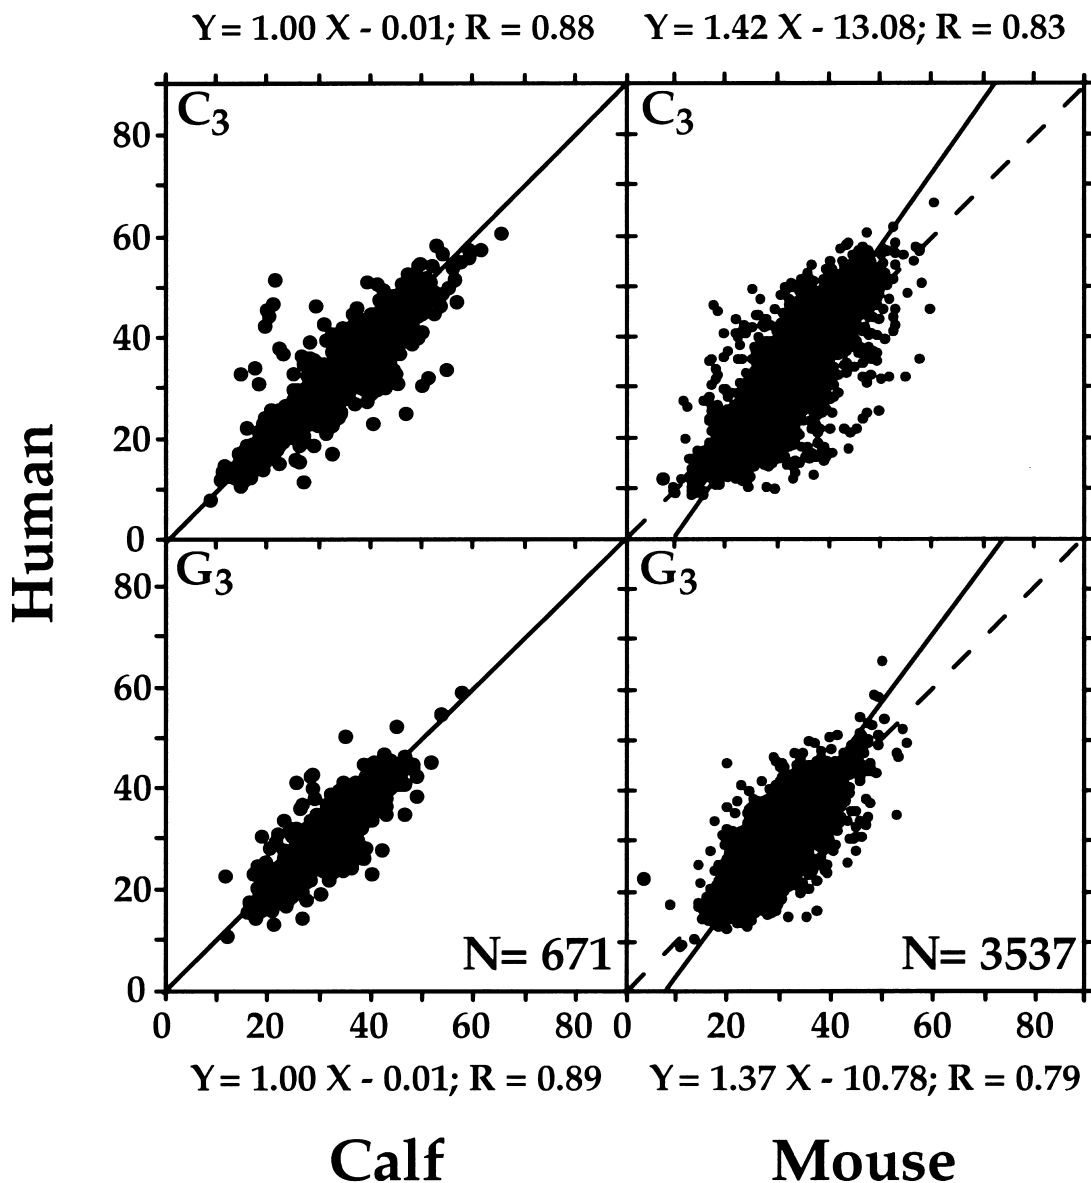 Y= 1.00 X - 0.01; R = 0.88
Y= 1.42 X - 13.08; R = 0.83
C3
C3
80
60
40
20
0
Human
G3
G3
80
60
40
20
0
N= 671
N= 3537
0 20 40 60 80 0 20 40 60 80
Y= 1.00 X - 0.01; R = 0.89
Y= 1.37 X - 10.78; R = 0.79
Calf
Mouse